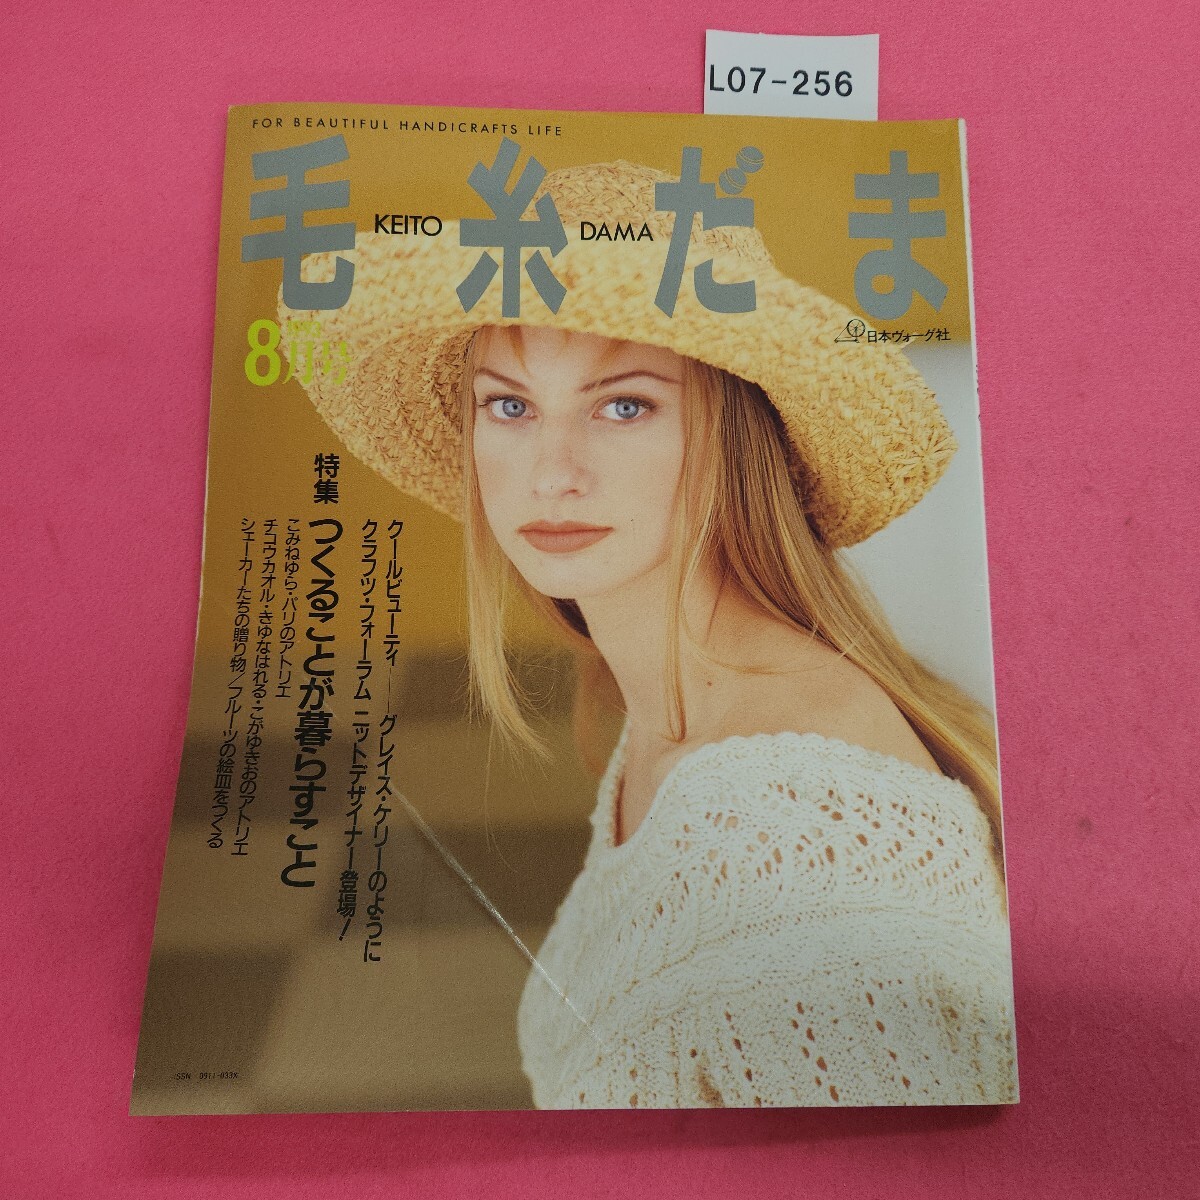 L07-256
FOR BEAUTIFUL HANDICRAFTS LIFE
毛糸だま
KEITO DAMA
日本ヴォーグ社
8月号
クールビューティ——グレイス・ケリーのように
クラフツ・フォーラム ニットデザイナー登場!
特集 つくることが暮らすこと
こみねゆら・パリのアトリエ
チコウカオル・きゆなはれる・こがゆきおのアトリエ
シェーカーたちの贈り物/フルーツの絵皿をつくる
ISSN 0911-033X